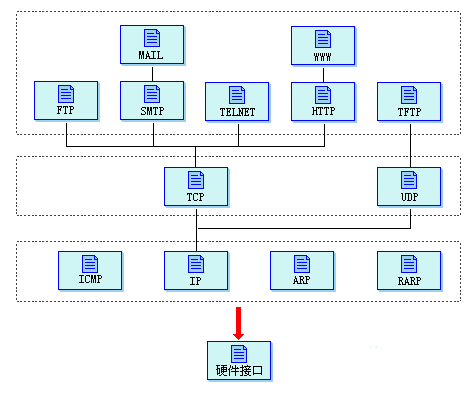 MAIL
WWW
FTP
SMTP
TELNET
HTTP
TFTP
TCP
UDP
ICMP
IP
ARP
RARP
硬件接口